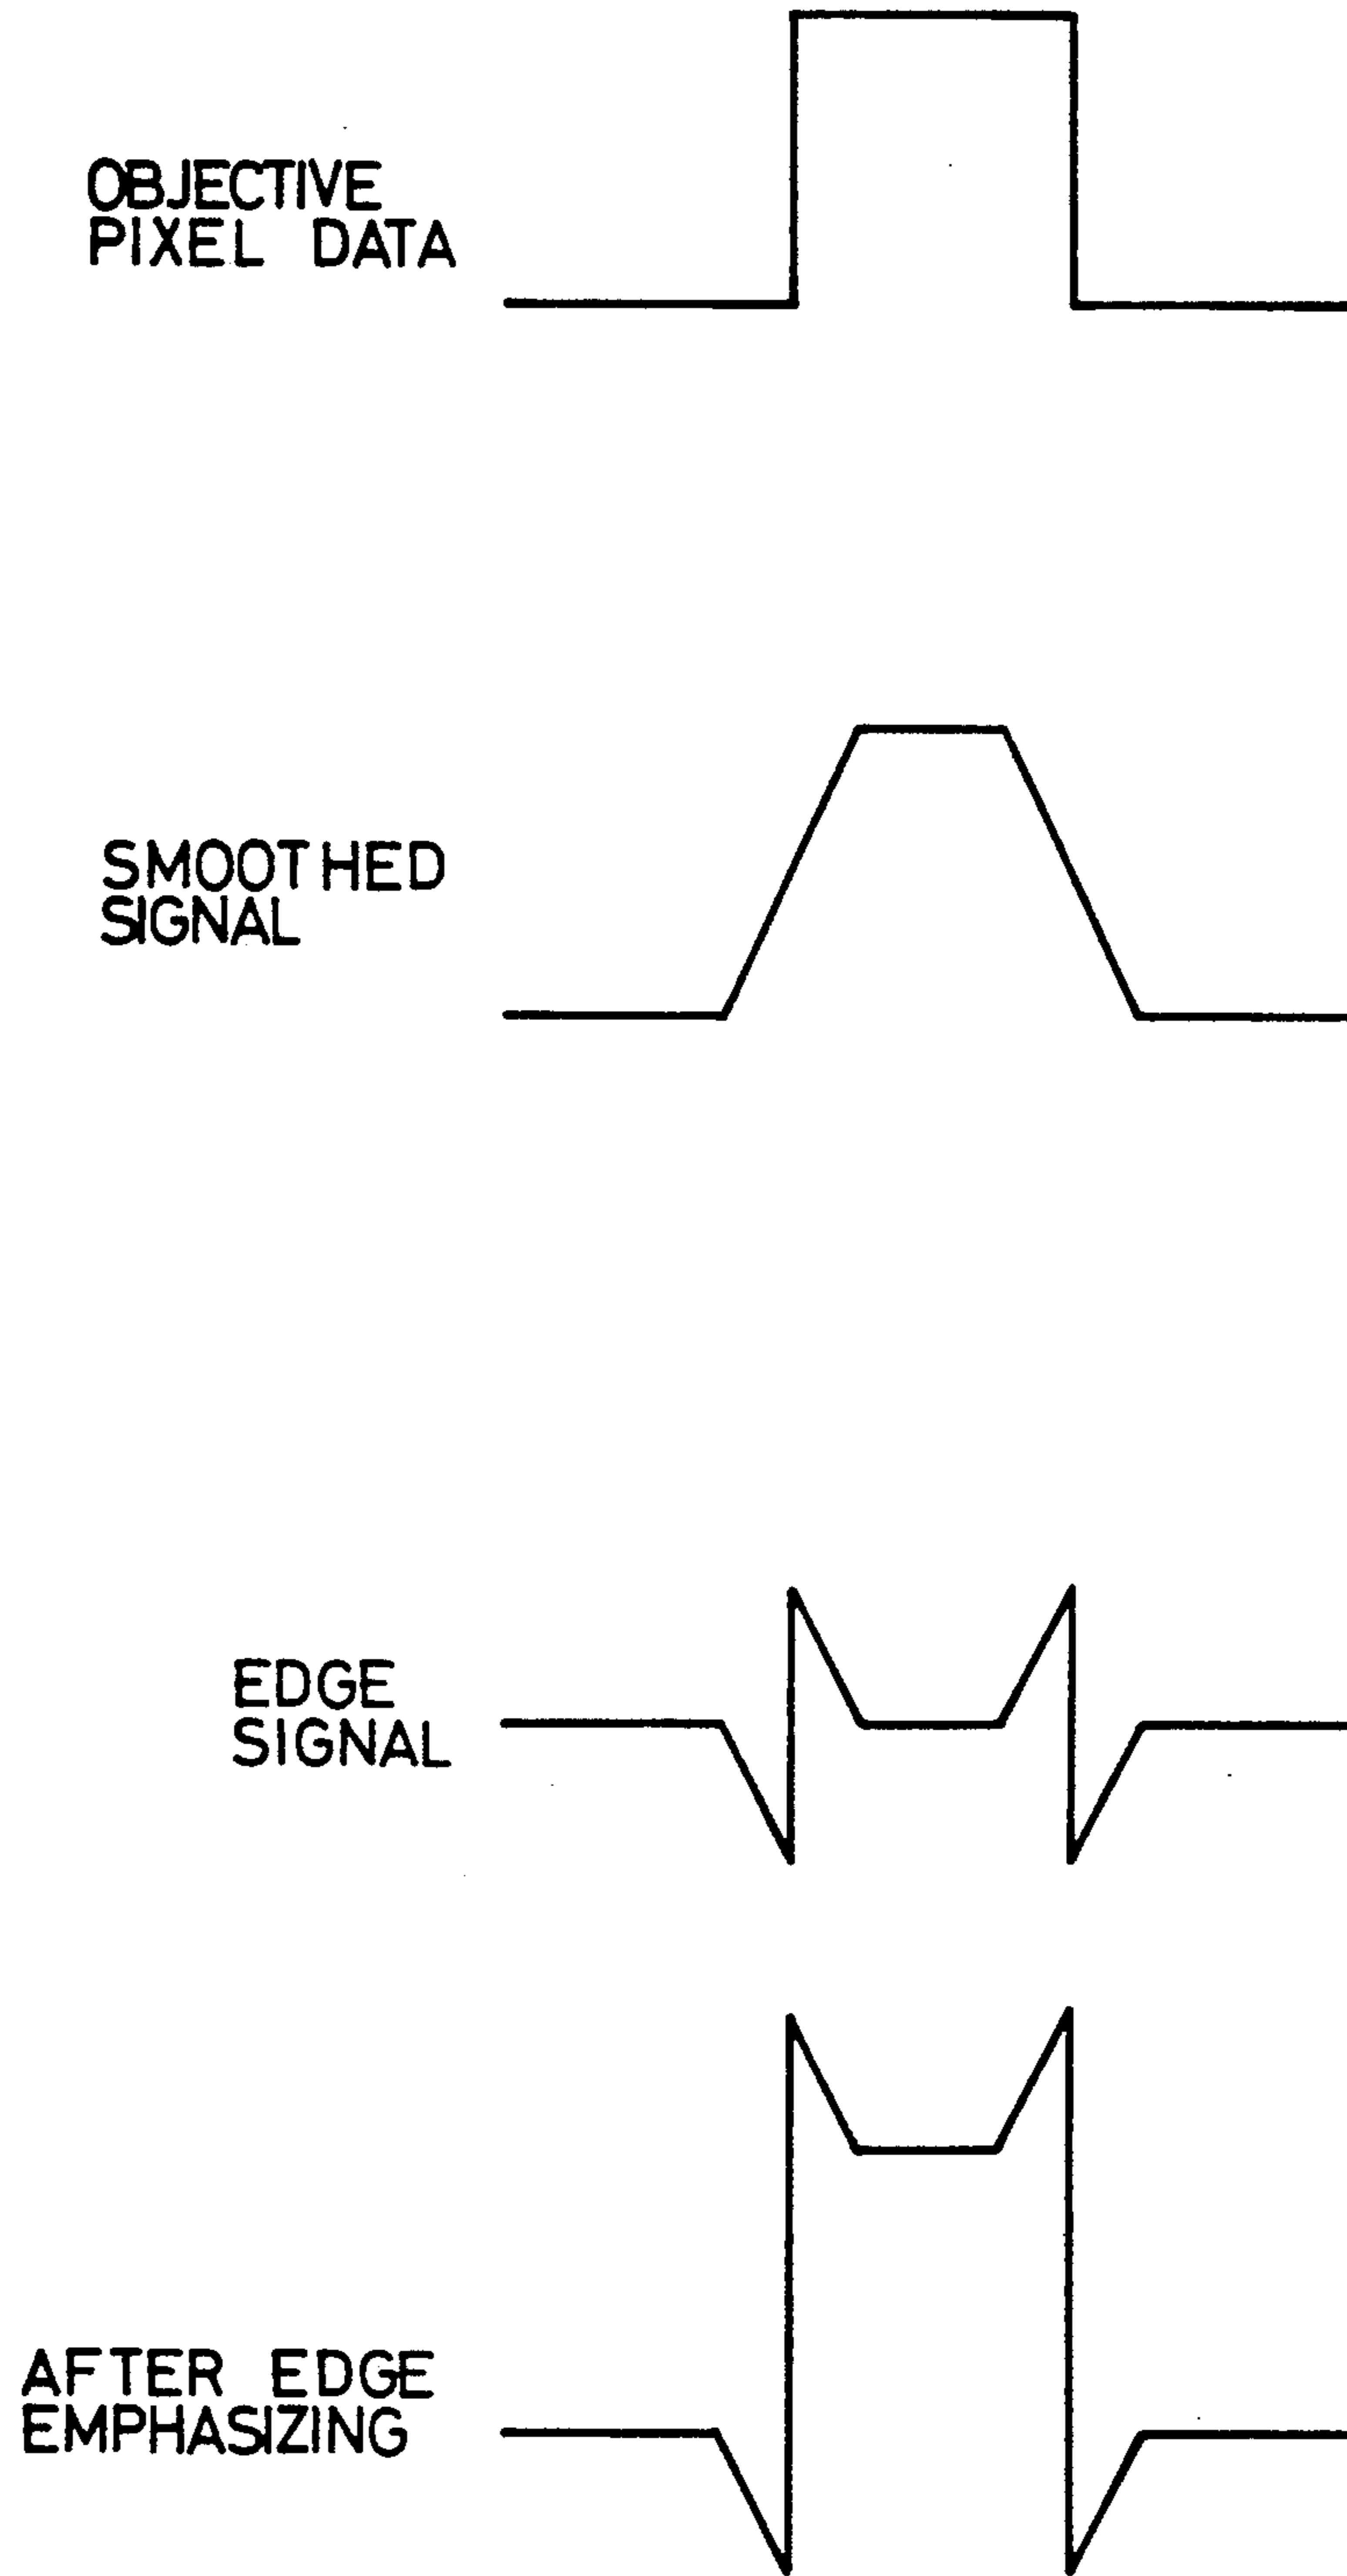 OBJECTIVE
PIXEL DATA
SMOOTHED
SIGNAL
EDGE
SIGNAL
AFTER EDGE
EMPHASIZING